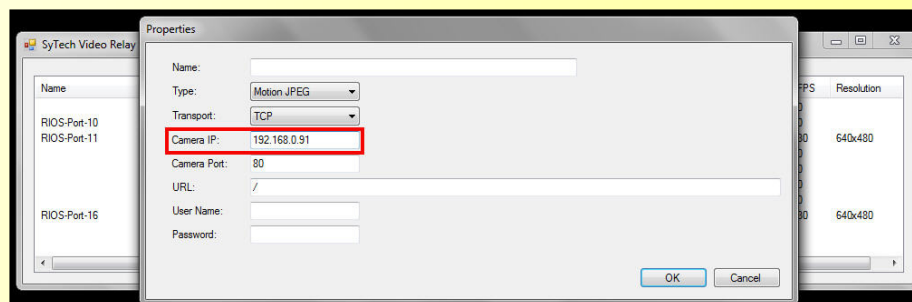 Properties
SyTech Video Relay
Name FPS Resolution
RIOS-Port-10
RIOS-Port-11 30 640x480
RIOS-Port-16 30 640x480
Name:
Type: Motion JPEG
Transport: TCP
Camera IP: 192.168.0.91
Camera Port: 80
URL: /
User Name:
Password:
OK Cancel